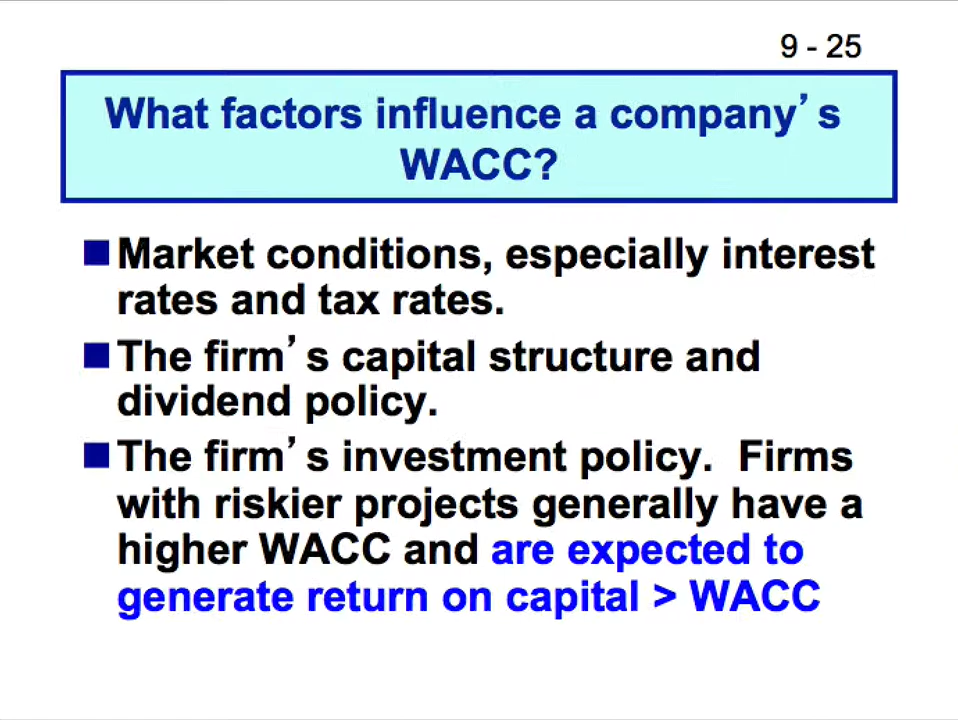 9 - 25
What factors influence a company’s
WACC?
Market conditions, especially interest
rates and tax rates.
The firm’s capital structure and
dividend policy.
The firm’s investment policy.  Firms
with riskier projects generally have a
higher WACC and are expected to
generate return on capital > WACC